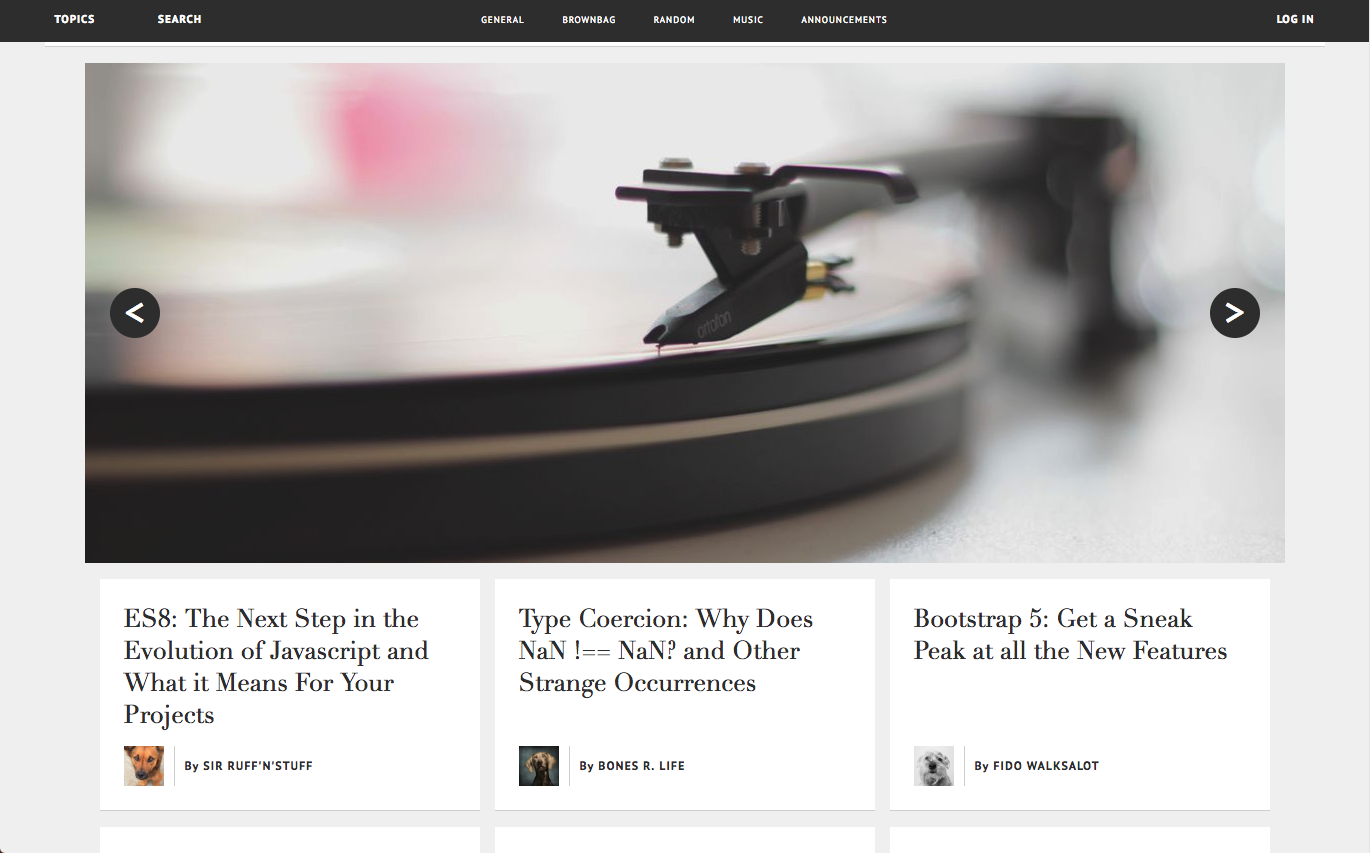 TOPICS SEARCH GENERAL BROWNBAG RANDOM MUSIC ANNOUNCEMENTS LOG IN
ortofon
< >
ES8: The Next Step in the
Evolution of Javascript and
What it Means For Your
Projects
By SIR RUFF'N'STUFF
Type Coercion: Why Does
NaN !== NaN? and Other
Strange Occurrences
By BONES R. LIFE
Bootstrap 5: Get a Sneak
Peak at all the New Features
By FIDO WALKSALOT